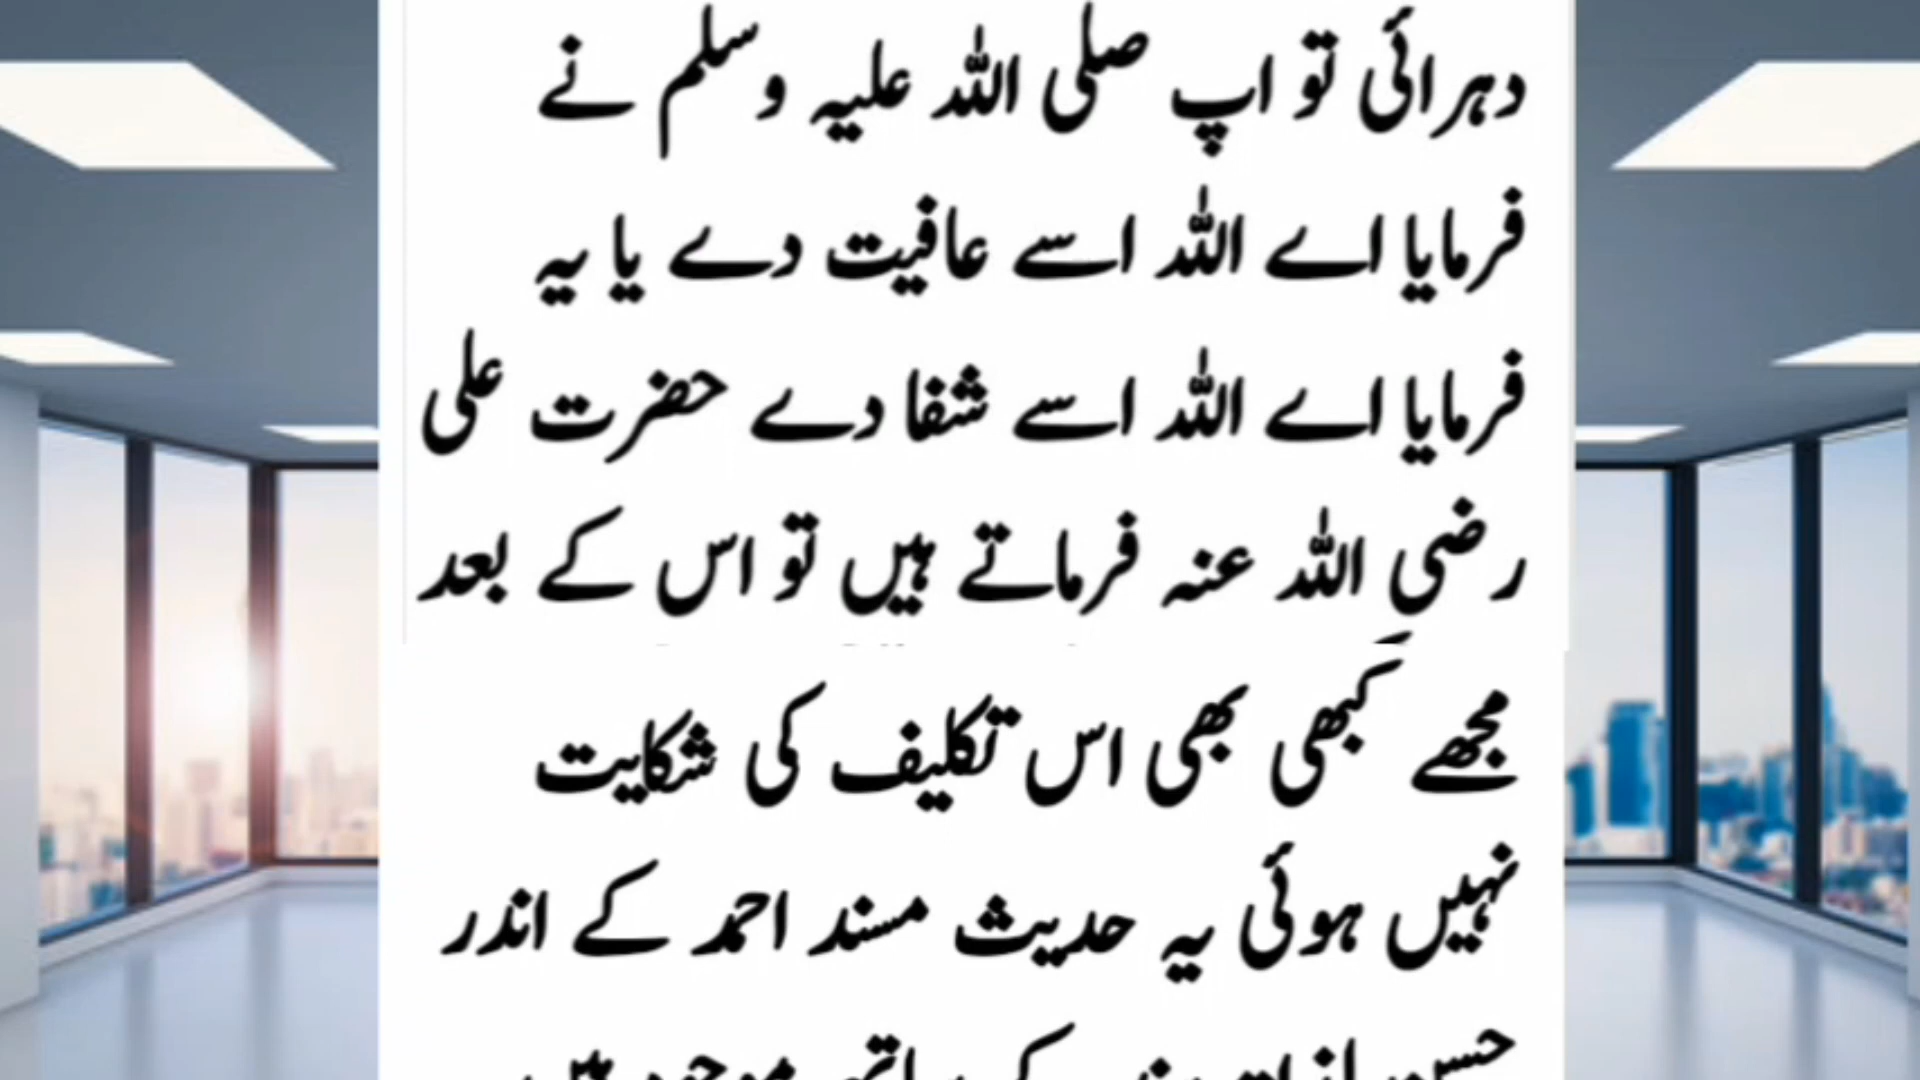 دہرائی تو اپ صلی اللہ علیہ وسلم نے
فرمایا اے اللہ اسے عافیت دے یا یہ
فرمایا اے اللہ اسے شفا دے حضرت علی
رضی اللہ عنہ فرماتے ہیں تو اس کے بعد
مجھے کبھی بھی اس تکلیف کی شکایت
نہیں ہوئی یہ حدیث مسند احمد کے اندر